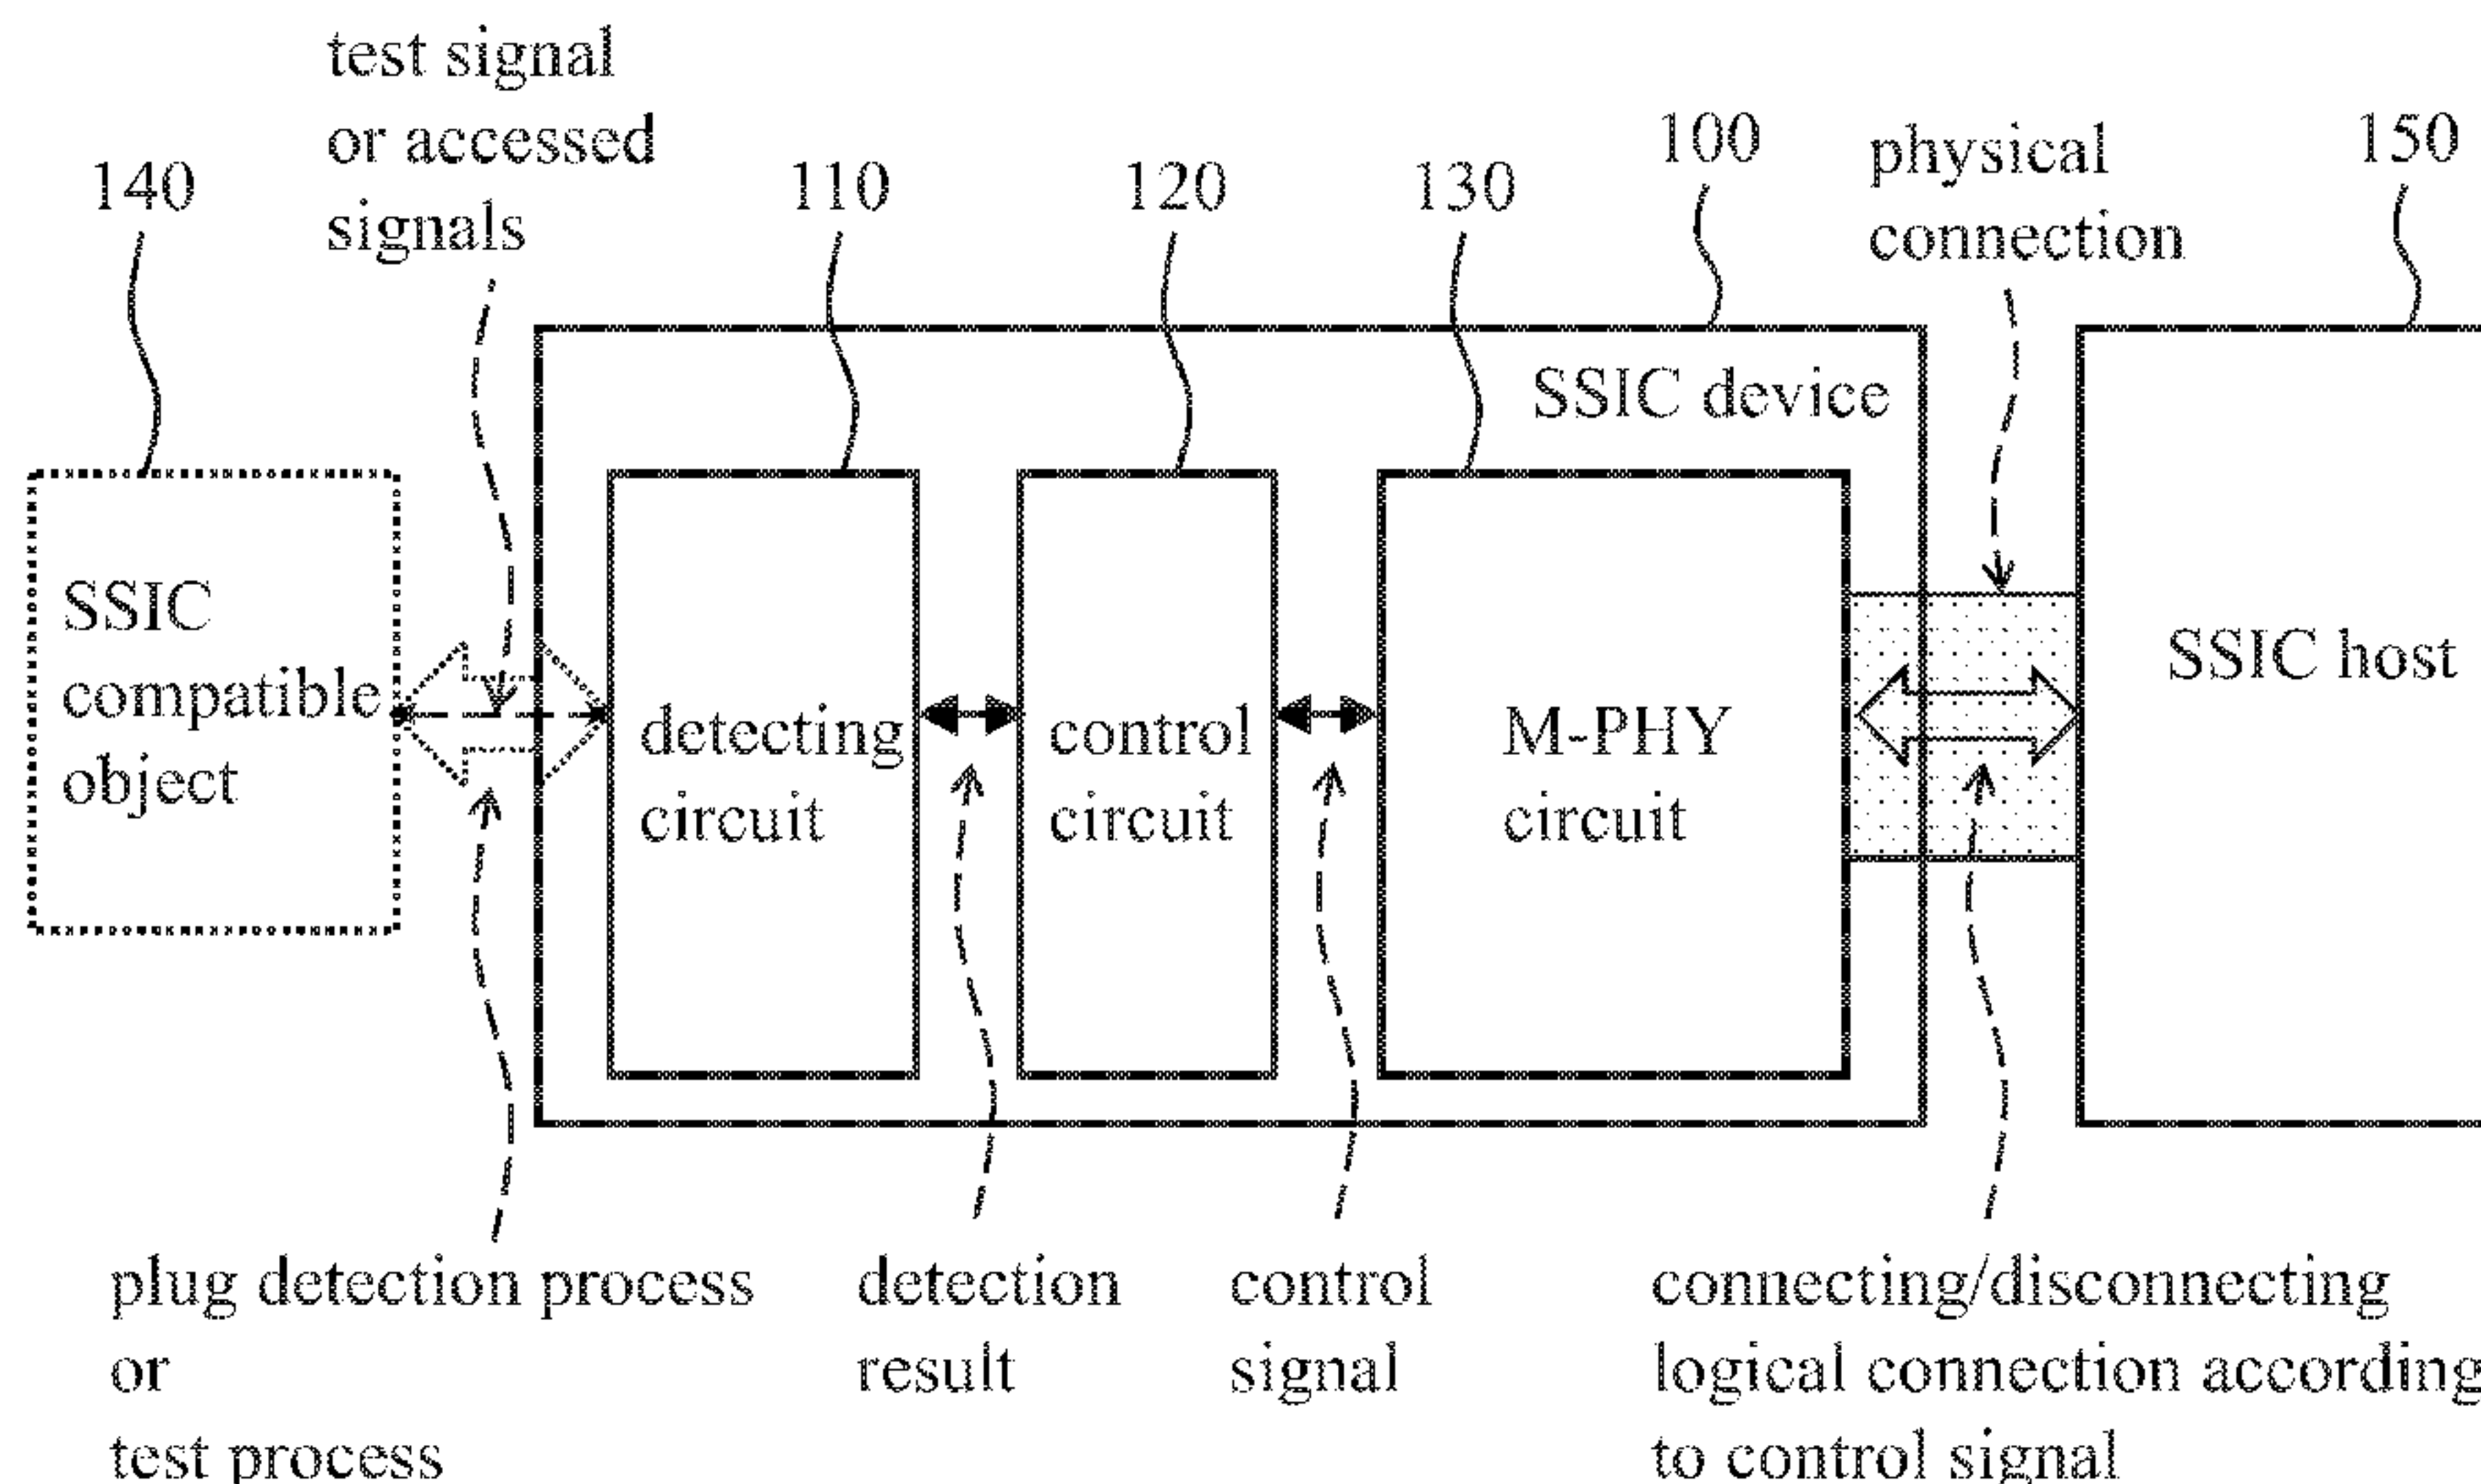 test signal
or accessed
signals
140
110
120
130
100
physical
connection
150
SSIC device
SSIC
compatible
object
detecting
circuit
control
circuit
M-PHY
circuit
SSIC host
plug detection process
or
test process
detection
result
control
signal
connecting/disconnecting
logical connection according
to control signal